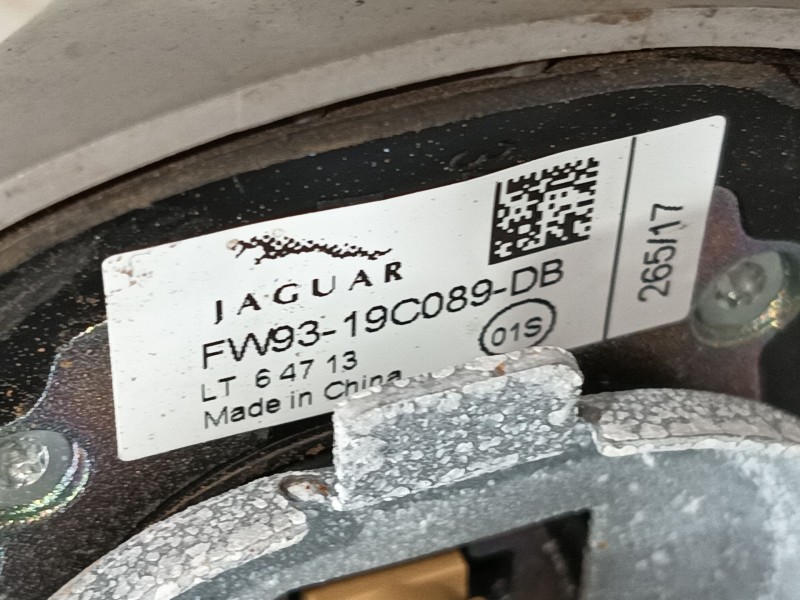 JAGUAR
FW93-19C089-DB
LT 6 47 13
01S
Made in China
265/17